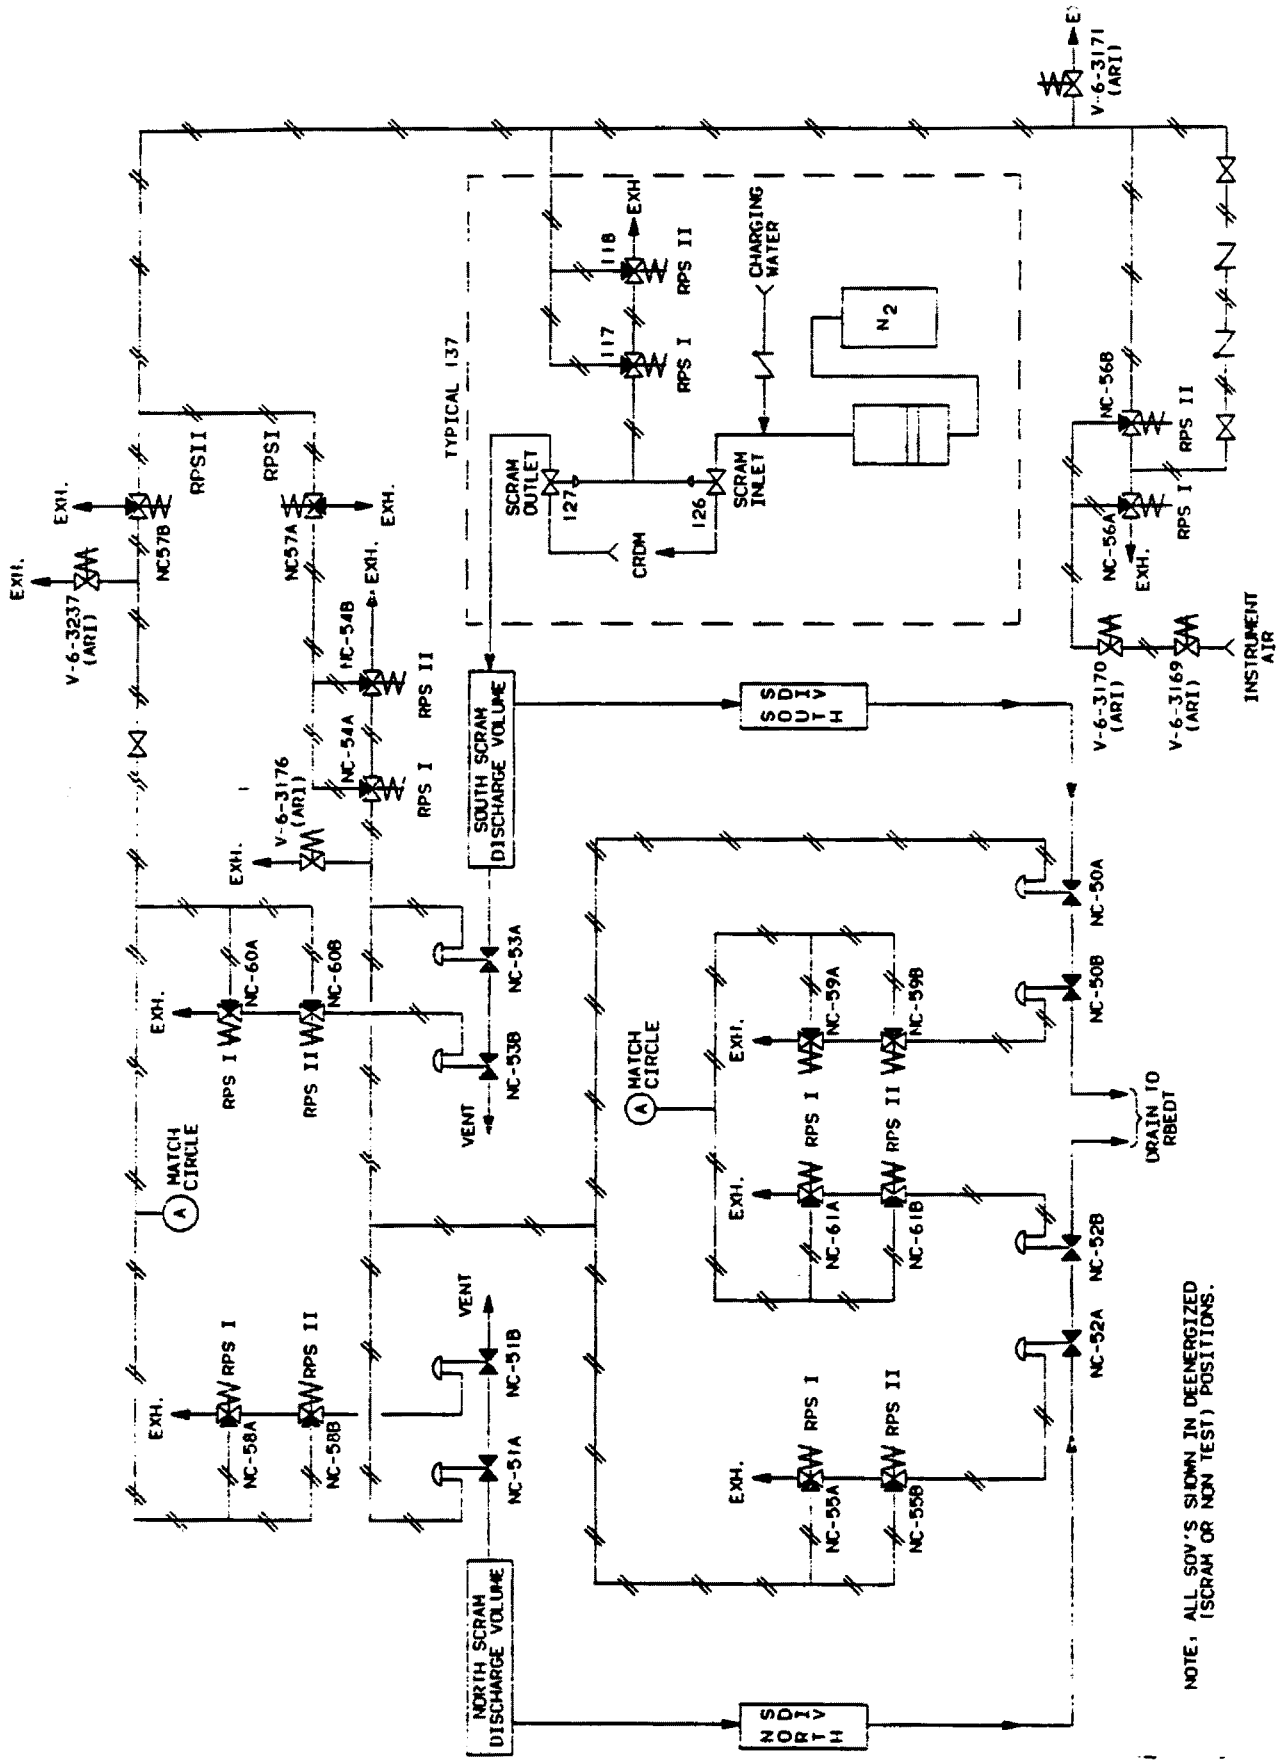 EXH.
V-6-3237
(ARI)
EXH.
NC57B
RPSII
RPSI
NC57A
EXH.
NC-54B
EXH.
RPS II
NC-54A
RPS I
V-6-3176
(ARI)
EXH.
EXH.
NC-60A
RPS I
NC-60B
RPS II
NC-53A
NC-53B
VENT
MATCH
CIRCLE
A
EXH.
RPS I
NC-58A
RPS II
NC-58B
VENT
NC-51B
NC-51A
NORTH SCRAM
DISCHARGE VOLUME
SOUTH SCRAM
DISCHARGE VOLUME
TYPICAL 137
SCRAM
OUTLET
127
CRDM
126
SCRAM
INLET
117
RPS I
118
EXH
RPS II
CHARGING
WATER
N2
V-6-3171
(ARI)
NC-56B
RPS II
NC-56A
RPS I
EXH.
V-6-3170
(ARI)
V-6-3169
(ARI)
INSTRUMENT
AIR
SDIV
SOUTH
NC-50A
NC-50B
MATCH
CIRCLE
A
EXH.
RPS I
NC-59A
RPS II
NC-59B
EXH.
NC-61A
NC-61B
DRAIN TO
RBEDT
NC-52B
NC-52A
EXH.
RPS I
NC-55A
RPS II
NC-55B
SDIV
NORTH
NOTE: ALL SOV'S SHOWN IN DEENERGIZED
(SCRAM OR NON TEST) POSITIONS.